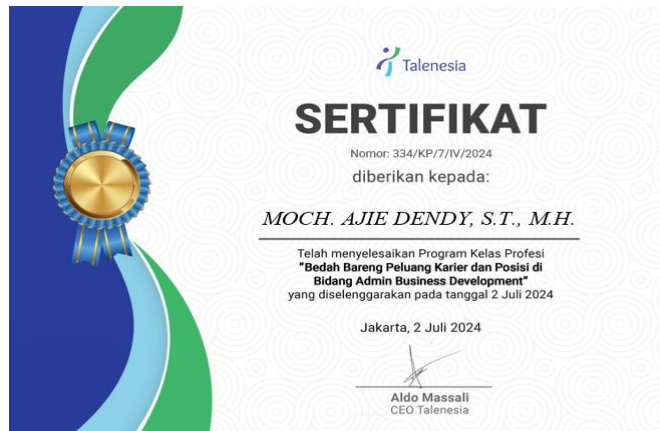 Talenesia
SERTIFIKAT
Nomor: 334/KP/7/IV/2024
diberikan kepada:
MOCH. AJIE DENDY, S.T., M.H.
Telah menyelesaikan Program Kelas Profesi
"Bedah Bareng Peluang Karier dan Posisi di
Bidang Admin Business Development"
yang diselenggarakan pada tanggal 2 Juli 2024
Jakarta, 2 Juli 2024
Aldo Massali
CEO Talenesia